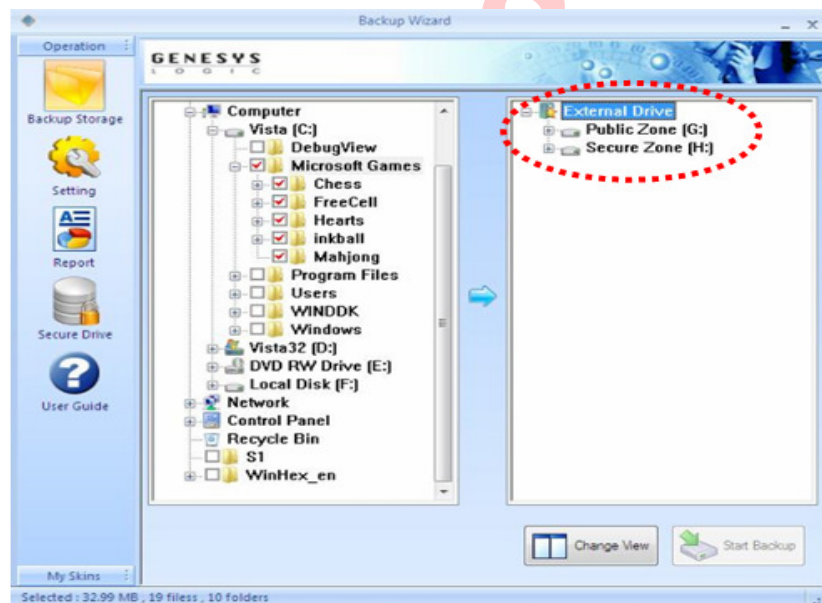 Backup Wizard
Operation
Backup Storage
Setting
Report
Secure Drive
User Guide
My Skins
GENESYS
LOGIC
Computer
Vista (C:)
DebugView
Microsoft Games
Chess
FreeCell
Hearts
inkball
Mahjong
Program Files
Users
WINDDK
Windows
Vista32 (D:)
DVD RW Drive (E:)
Local Disk (F:)
Network
Control Panel
Recycle Bin
S1
WinHex_en
External Drive
Public Zone (G:)
Secure Zone (H:)
Change View
Start Backup
Selected : 32.99 MB , 19 filess , 10 folders